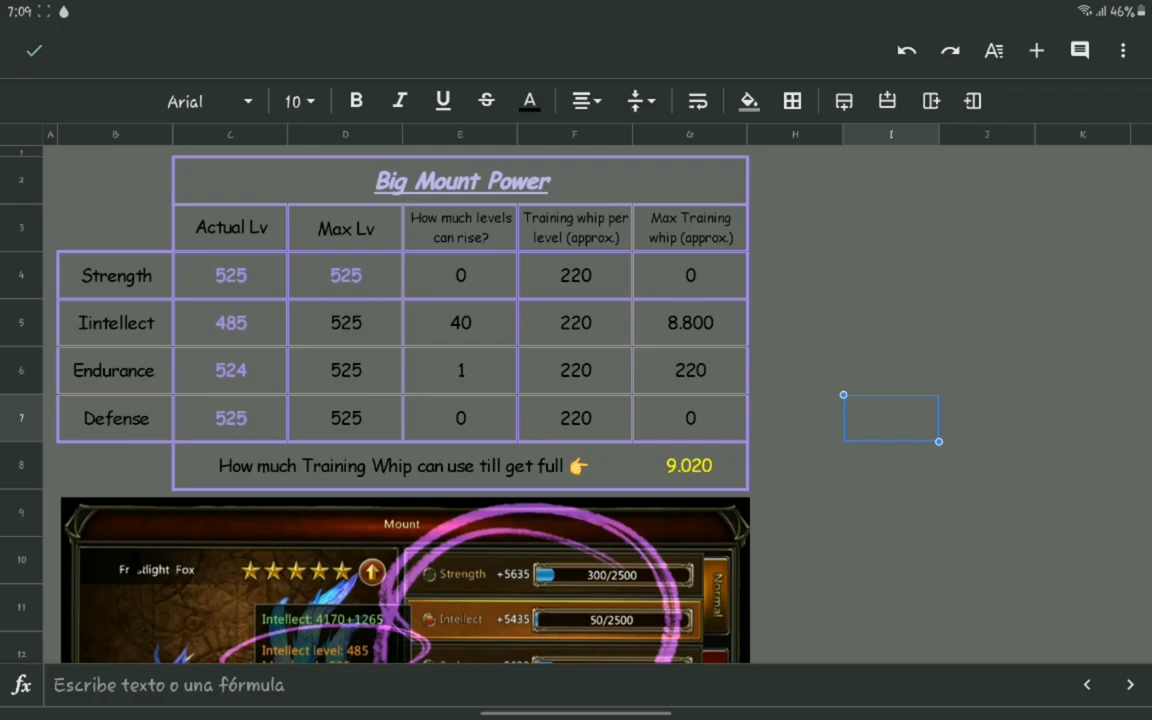 7:09 46%
Arial 10 B I U S A
A B C D E F G H I J K
1
2 Big Mount Power
3 Actual Lv Max Lv How much levels can rise? Training whip per level (approx.) Max Training whip (approx.)
4 Strength 525 525 0 220 0
5 Iintellect 485 525 40 220 8.800
6 Endurance 524 525 1 220 220
7 Defense 525 525 0 220 0
8 How much Training Whip can use till get full 👉 9.020
9 Mount
10 Strength +5635 300/2500
Light Fox
Normal
11 Intellect: 4170+1265 Intellect +5435 50/2500
12 Intellect level: 485
fx Escribe texto o una fórmula